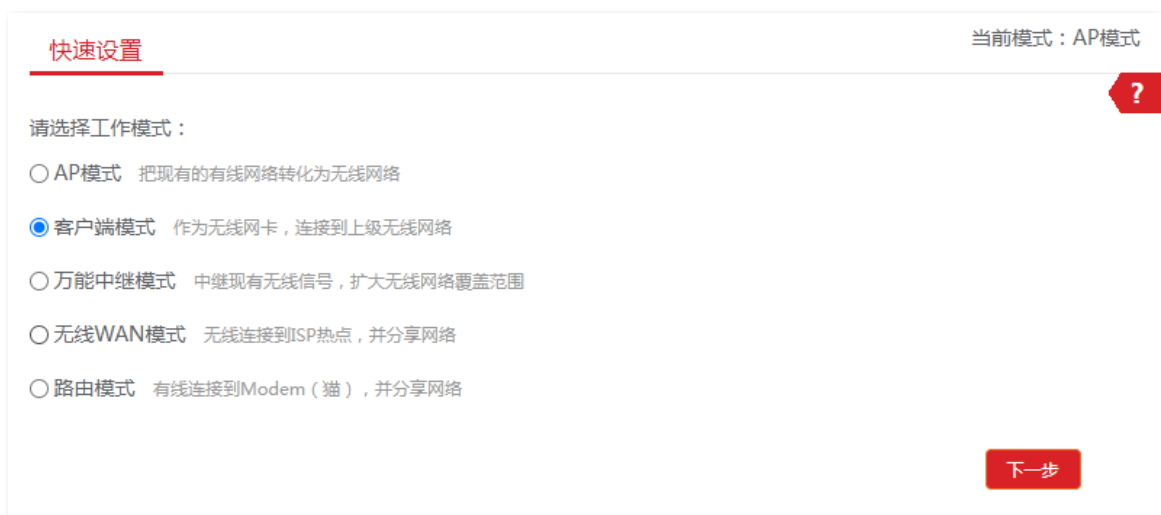 快速设置
当前模式：AP模式
?
请选择工作模式：
AP模式 把现有的有线网络转化为无线网络
客户端模式 作为无线网卡，连接到上级无线网络
万能中继模式 中继现有无线信号，扩大无线网络覆盖范围
无线WAN模式 无线连接到ISP热点，并分享网络
路由模式 有线连接到Modem（猫），并分享网络
下一步